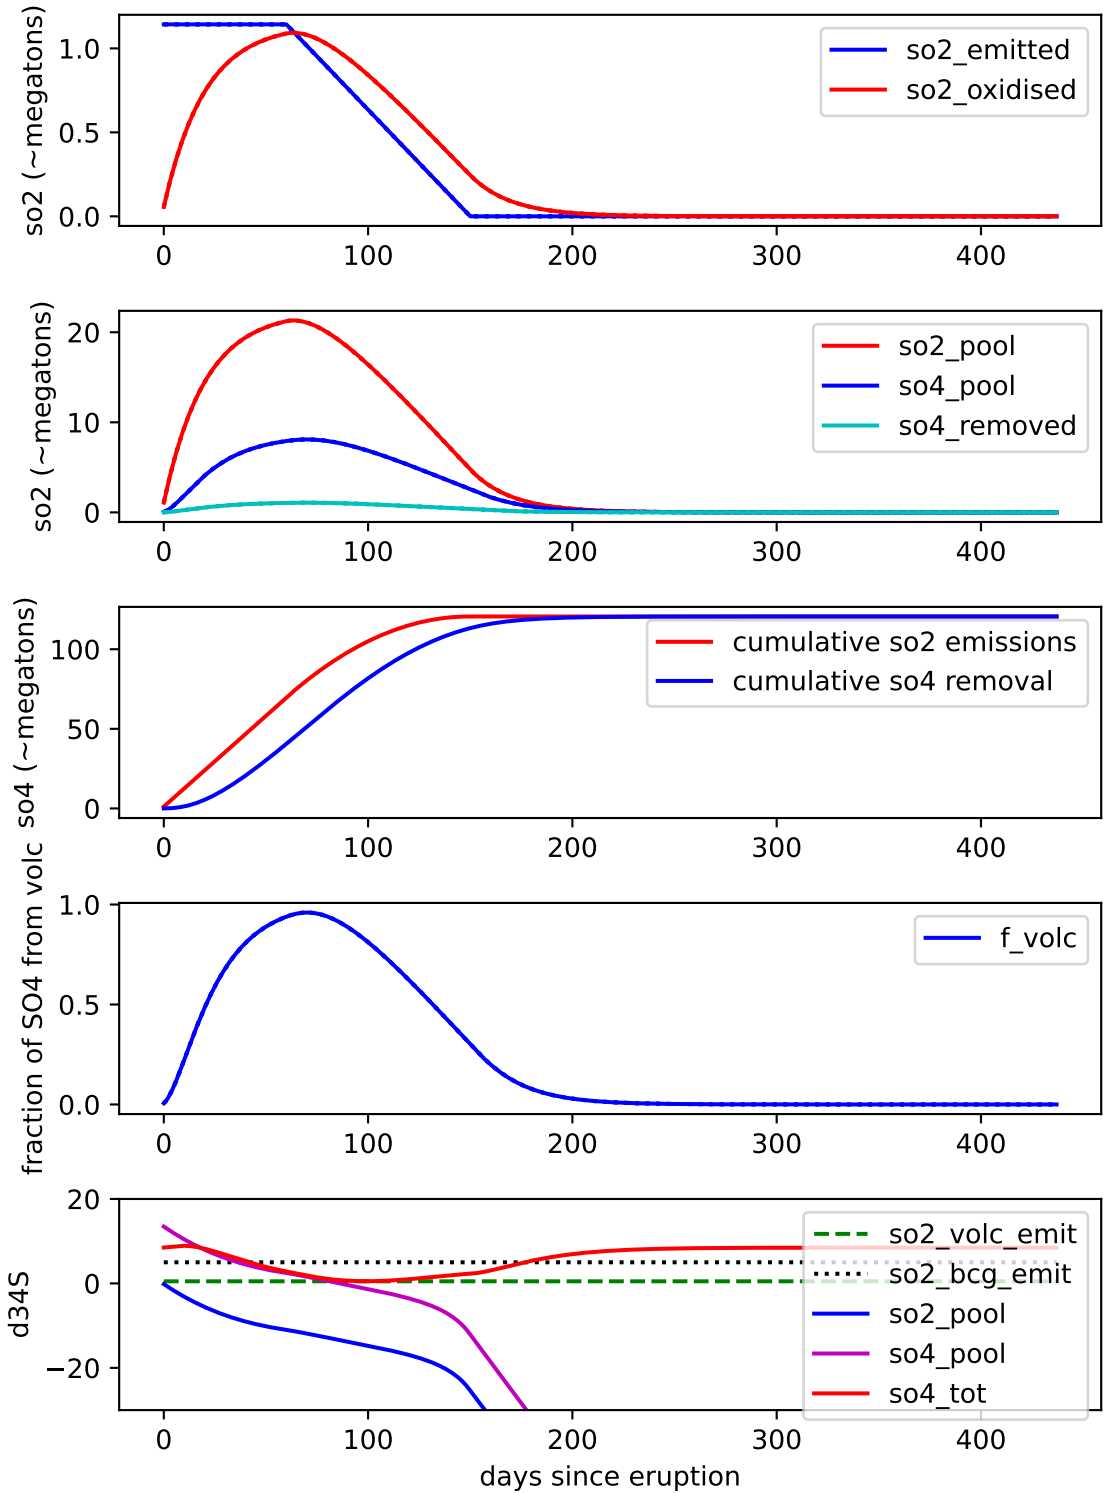 so2 (~megatons)
1.0
0.5
0.0
so2_emitted
so2_oxidised
0 100 200 300 400
so2 (~megatons)
20
10
0
so2_pool
so4_pool
so4_removed
0 100 200 300 400
so4 (~megatons)
100
50
0
cumulative so2 emissions
cumulative so4 removal
0 100 200 300 400
fraction of SO4 from volc
1.0
0.5
0.0
f_volc
0 100 200 300 400
d34S
20
0
−20
so2_volc_emit
so2_bcg_emit
so2_pool
so4_pool
so4_tot
0 100 200 300 400
days since eruption